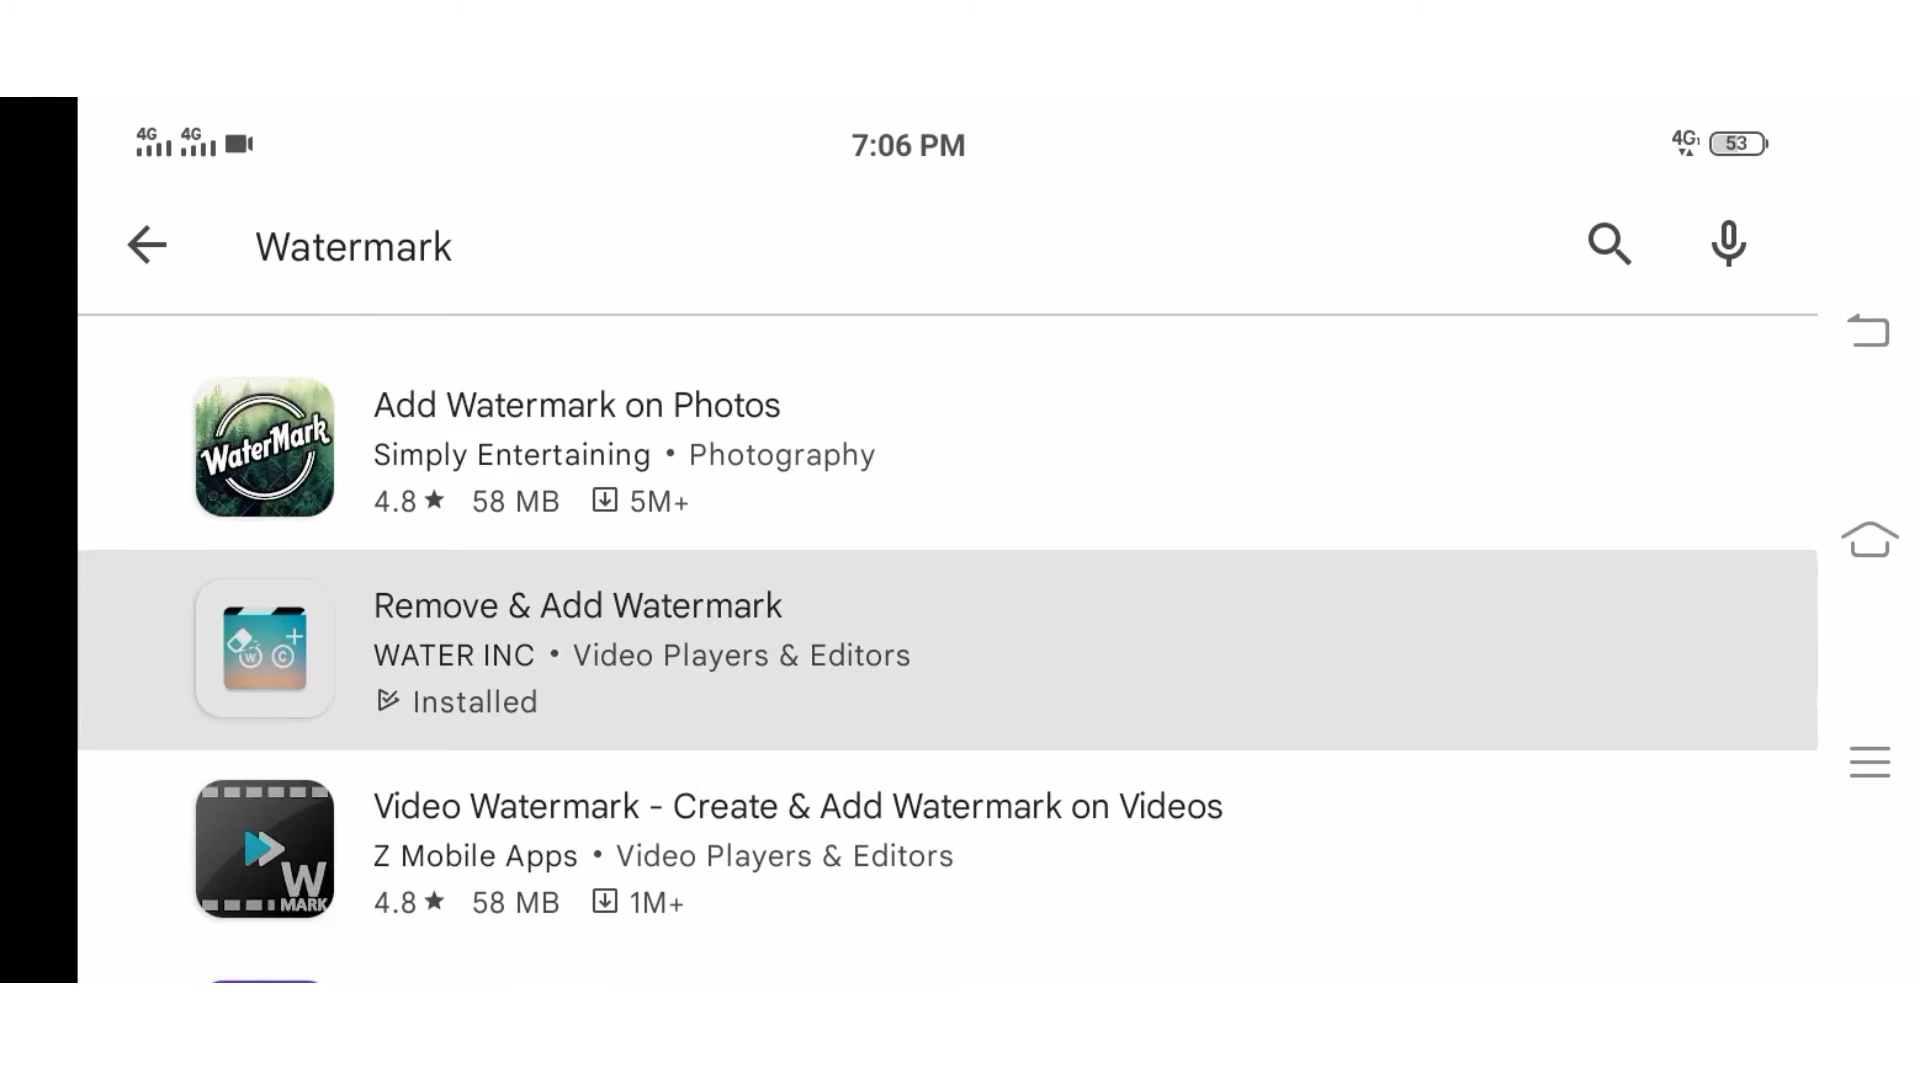 4G 4G 7:06 PM 4G1 53
Watermark
WaterMark
Add Watermark on Photos
Simply Entertaining • Photography
4.8★ 58 MB 5M+
W C
Remove & Add Watermark
WATER INC • Video Players & Editors
Installed
W
MARK
Video Watermark - Create & Add Watermark on Videos
Z Mobile Apps • Video Players & Editors
4.8★ 58 MB 1M+